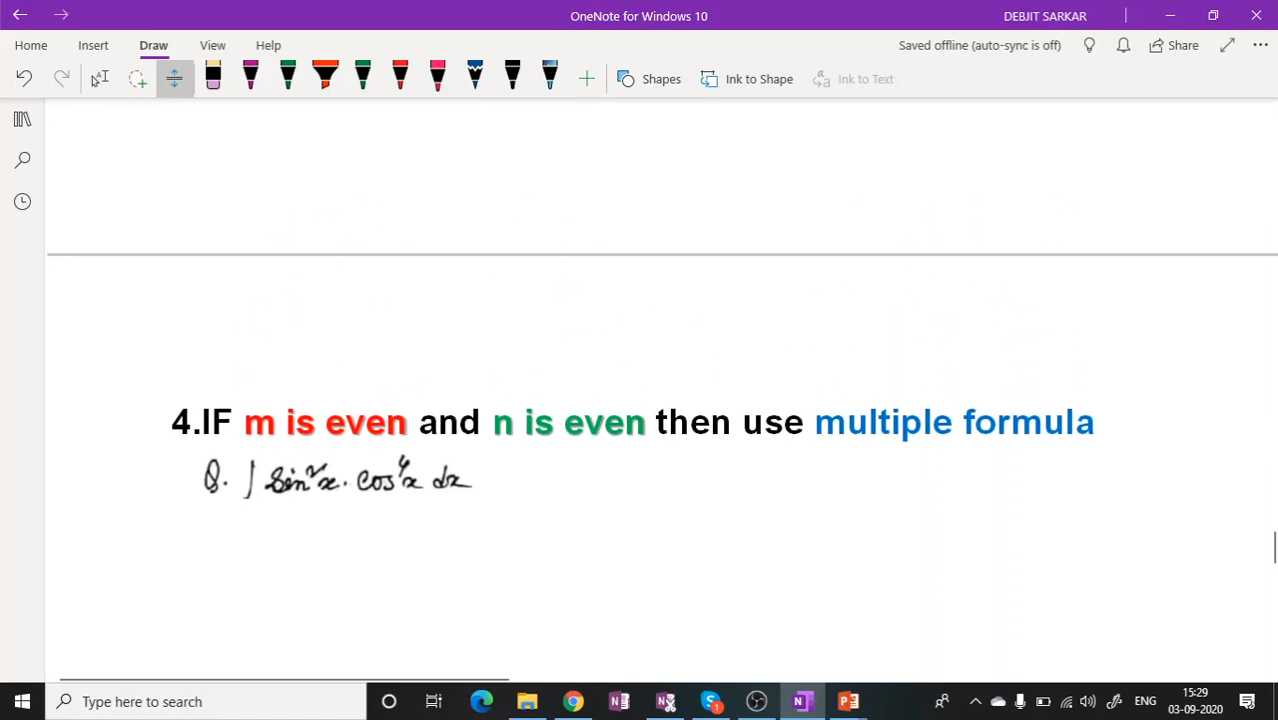 OneNote for Windows 10
DEBJIT SARKAR
Home Insert Draw View Help
Saved offline (auto-sync is off)
Share
Shapes
Ink to Shape
Ink to Text
4.IF m is even and n is even then use multiple formula
Q. ∫ sin²x · cos⁴x dx
Type here to search
ENG
15:29
03-09-2020
1